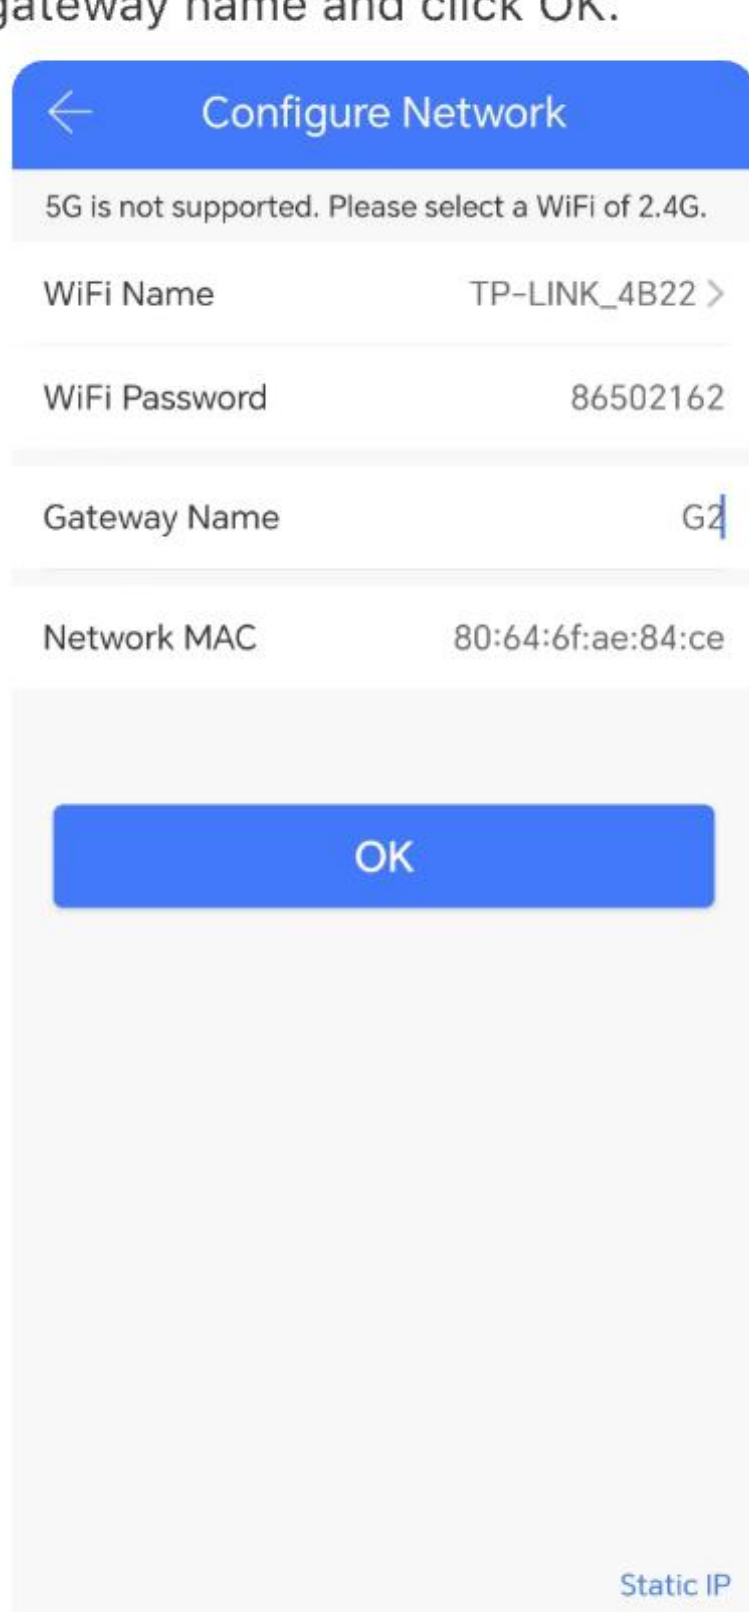 gateway name and click OK.
Configure Network
5G is not supported. Please select a WiFi of 2.4G.
WiFi Name TP-LINK_4B22
WiFi Password 86502162
Gateway Name G2
Network MAC 80:64:6f:ae:84:ce
OK
Static IP